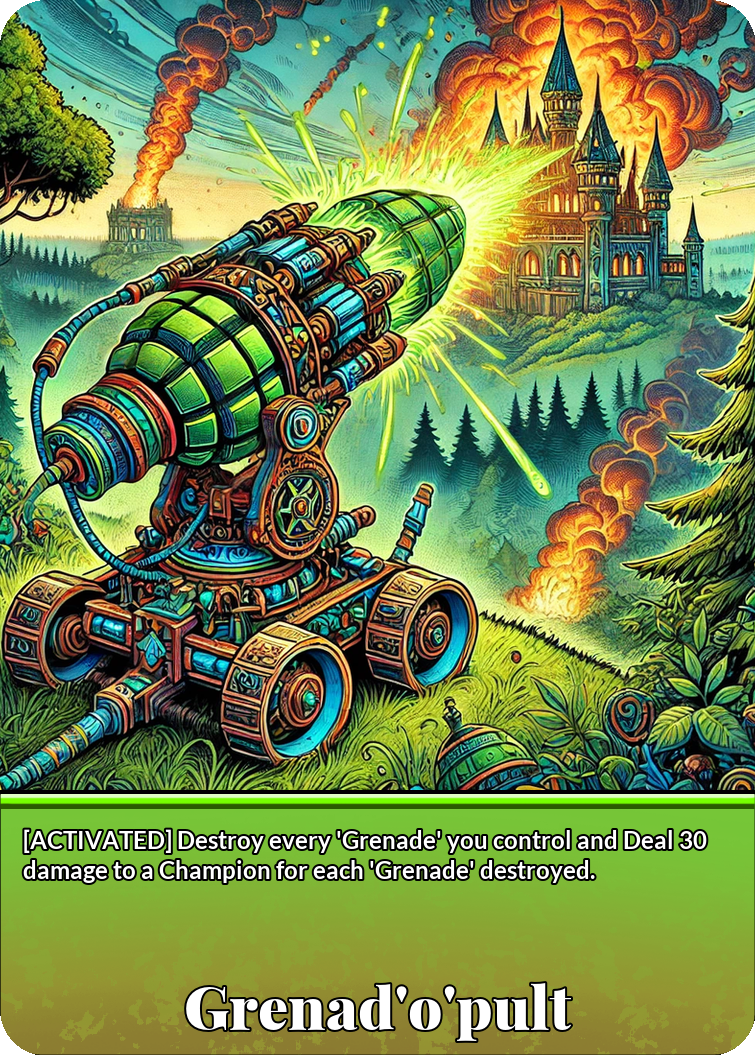 [ACTIVATED] Destroy every 'Grenade' you control and Deal 30
damage to a Champion for each 'Grenade' destroyed.
Grenad'o'pult